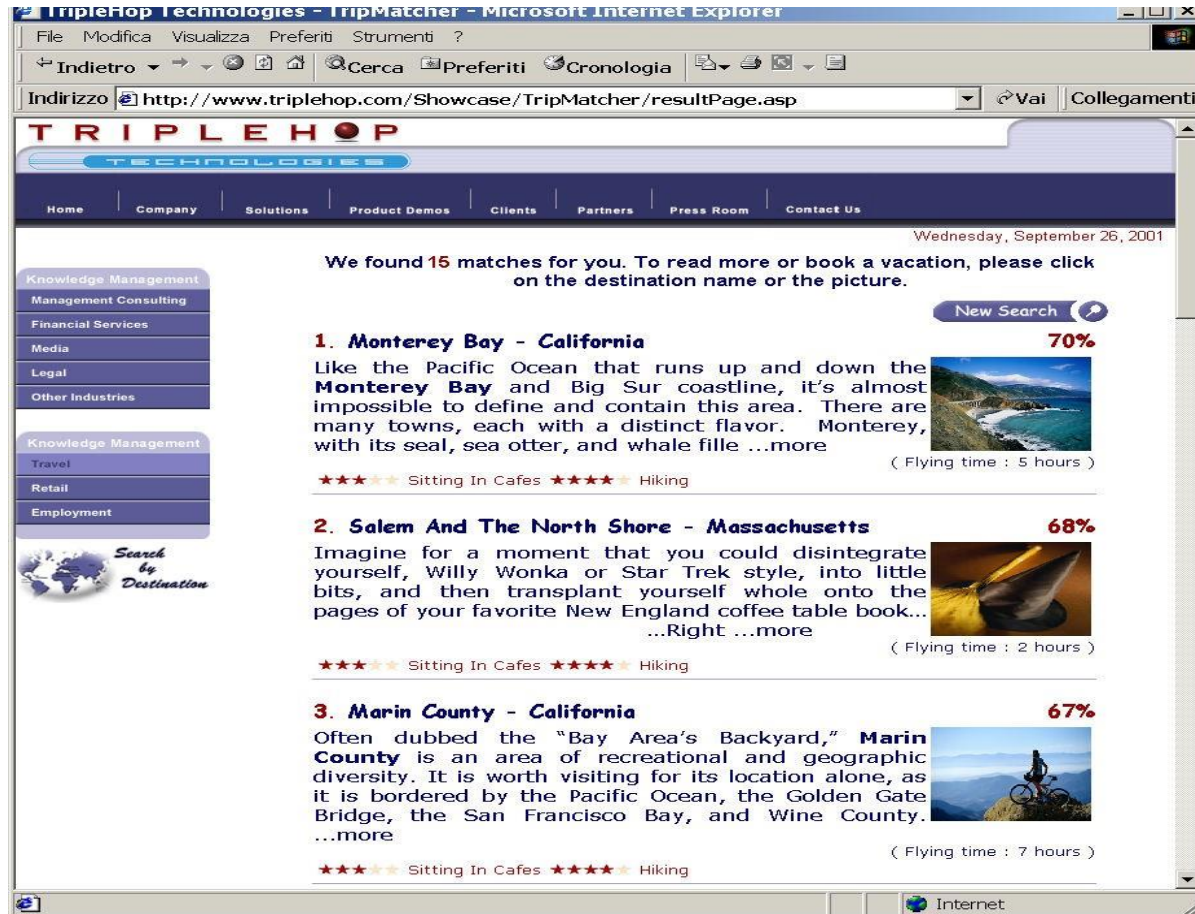 TripleHop Technologies - TripMatcher - Microsoft Internet Explorer
File Modifica Visualizza Preferiti Strumenti ?
Indietro Cerca Preferiti Cronologia
Indirizzo http://www.triplehop.com/Showcase/TripMatcher/resultPage.asp Vai Collegamenti
TRIPLEHOP
TECHNOLOGIES
Home Company Solutions Product Demos Clients Partners Press Room Contact Us
Wednesday, September 26, 2001
We found 15 matches for you. To read more or book a vacation, please click
on the destination name or the picture.
New Search
Knowledge Management
Management Consulting
Financial Services
Media
Legal
Other Industries
Knowledge Management
Travel
Retail
Employment
Search
by
Destination
1. Monterey Bay - California 70%
Like the Pacific Ocean that runs up and down the
Monterey Bay and Big Sur coastline, it's almost
impossible to define and contain this area. There are
many towns, each with a distinct flavor. Monterey,
with its seal, sea otter, and whale fille ...more
( Flying time : 5 hours )
Sitting In Cafes Hiking
2. Salem And The North Shore - Massachusetts 68%
Imagine for a moment that you could disintegrate
yourself, Willy Wonka or Star Trek style, into little
bits, and then transplant yourself whole onto the
pages of your favorite New England coffee table book...
...Right ...more
( Flying time : 2 hours )
Sitting In Cafes Hiking
3. Marin County - California 67%
Often dubbed the “Bay Area's Backyard,” Marin
County is an area of recreational and geographic
diversity. It is worth visiting for its location alone, as
it is bordered by the Pacific Ocean, the Golden Gate
Bridge, the San Francisco Bay, and Wine County.
...more
( Flying time : 7 hours )
Sitting In Cafes Hiking
Internet